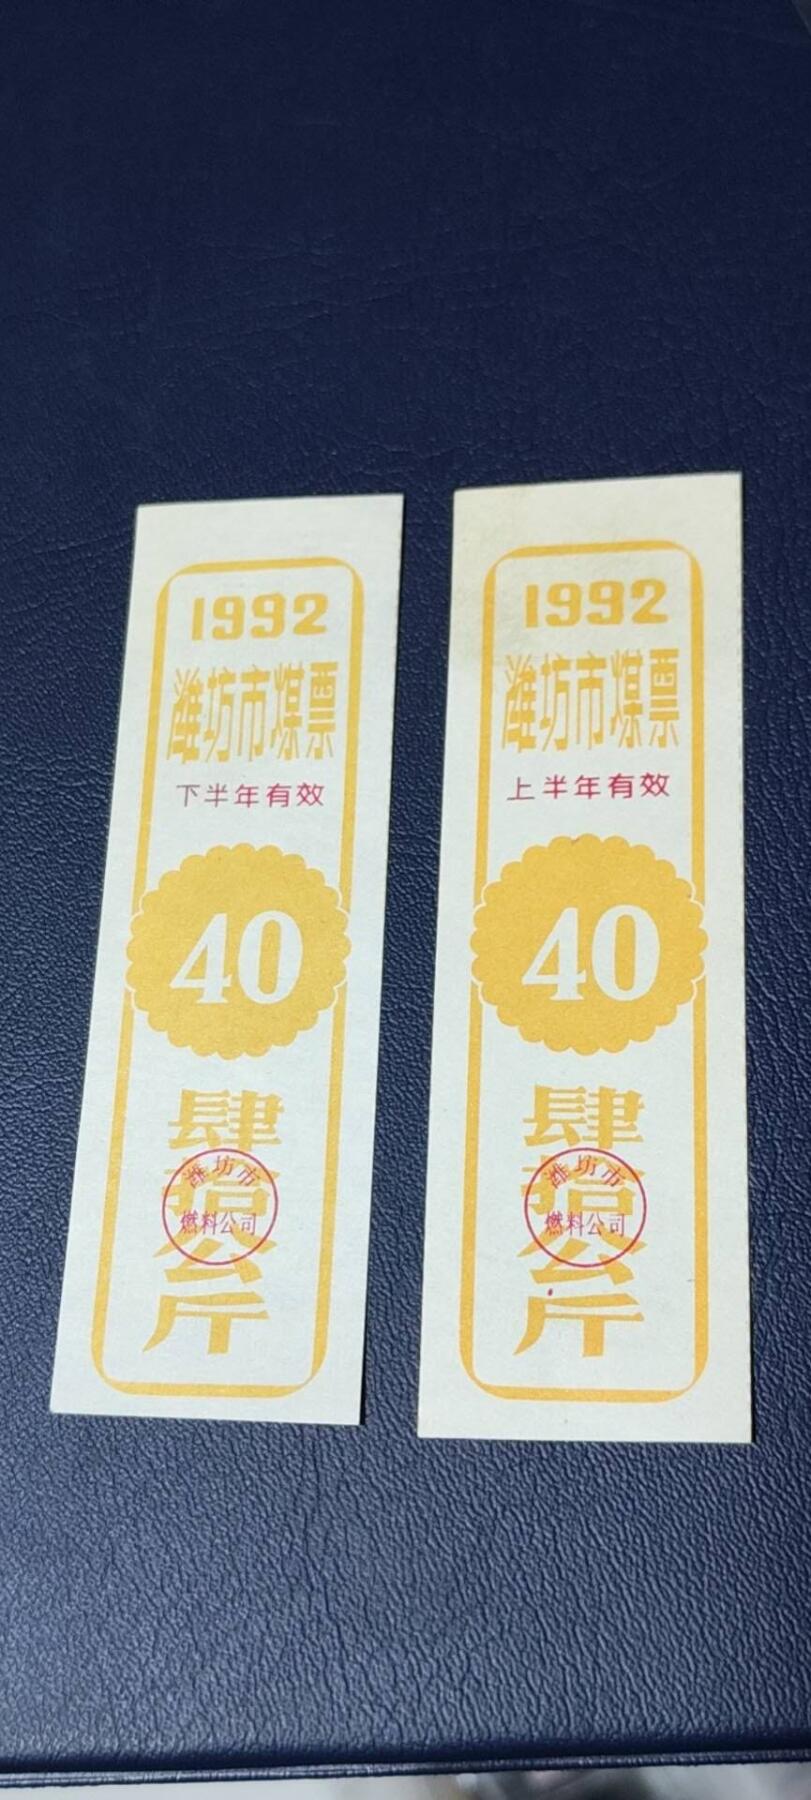 1992
潍坊市煤票
下半年有效
40
肆拾公斤
潍坊市
燃料公司
1992
潍坊市煤票
上半年有效
40
肆拾公斤
潍坊市
燃料公司